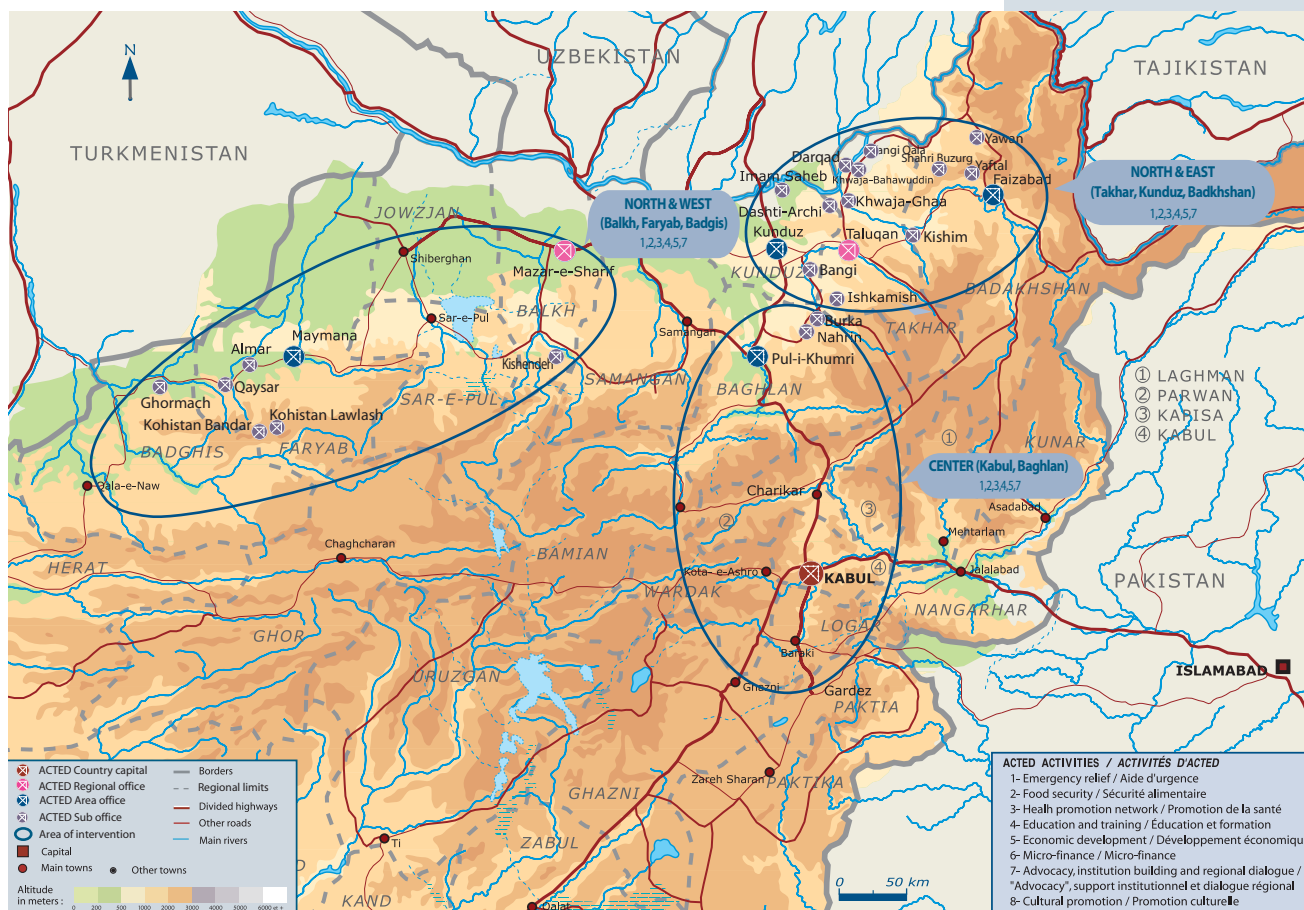 N
UZBEKISTAN
TAJIKISTAN
TURKMENISTAN
Yawan
angi Qala
Shahri Buzurg
Darqad
Khwaja-Bahawuddin
Yaftal
Imam Saheb
Faizabad
NORTH & EAST
(Takhar, Kunduz, Badkhshan)
1,2,3,4,5,7
NORTH & WEST
(Balkh, Faryab, Badgis)
1,2,3,4,5,7
JOWZJAN
Dashti-Archi
Khwaja-Ghaa
Kunduz
Taluqan
Kishim
Shiberghan
Mazar-e-Sharif
KUNDUZ
Bangi
BADAKHSHAN
Ishkamish
BALKH
Sar-e-Pul
Samangan
Burka
TAKHAR
Nahrin
Maymana
Almar
Kishendeh
Pul-i-Khumri
Qaysar
SAMANGAN
BAGHLAN
Ghormach
SAR-E-PUL
① LAGHMAN
② PARWAN
③ KAPISA
④ KABUL
Kohistan Lawlash
Kohistan Bandar
BADGHIS
FARYAB
①
KUNAR
CENTER (Kabul, Baghlan)
1,2,3,4,5,7
Qala-e-Naw
Charikar
③
Asadabad
②
Mehtarlam
Chaghcharan
BAMIAN
HERAT
Kota- e-Ashro
KABUL
④
Jalalabad
PAKISTAN
WARDAK
NANGARHAR
GHOR
LOGAR
Baraki
ISLAMABAD
URUZGAN
Ghazni
Gardez
PAKTIA
Zareh Sharan
PAKTIKA
GHAZNI
ZABUL
Ti
D
KAND
Qalat
0 50 km
ACTED Country capital
ACTED Regional office
ACTED Area office
ACTED Sub office
Area of intervention
Capital
Main towns
Other towns
Borders
Regional limits
Divided highways
Other roads
Main rivers
Altitude
in meters :
0 200 500 1000 2000 3000 4000 5000 6000 et +
ACTED ACTIVITIES / ACTIVITÉS D'ACTED
1- Emergency relief / Aide d'urgence
2- Food security / Sécurité alimentaire
3- Healh promotion network / Promotion de la santé
4- Education and training / Éducation et formation
5- Economic development / Développement économiqu
6- Micro-finance / Micro-finance
7- Advocacy, institution building and regional dialogue /
"Advocacy", support institutionnel et dialogue régional
8- Cultural promotion / Promotion culturelle